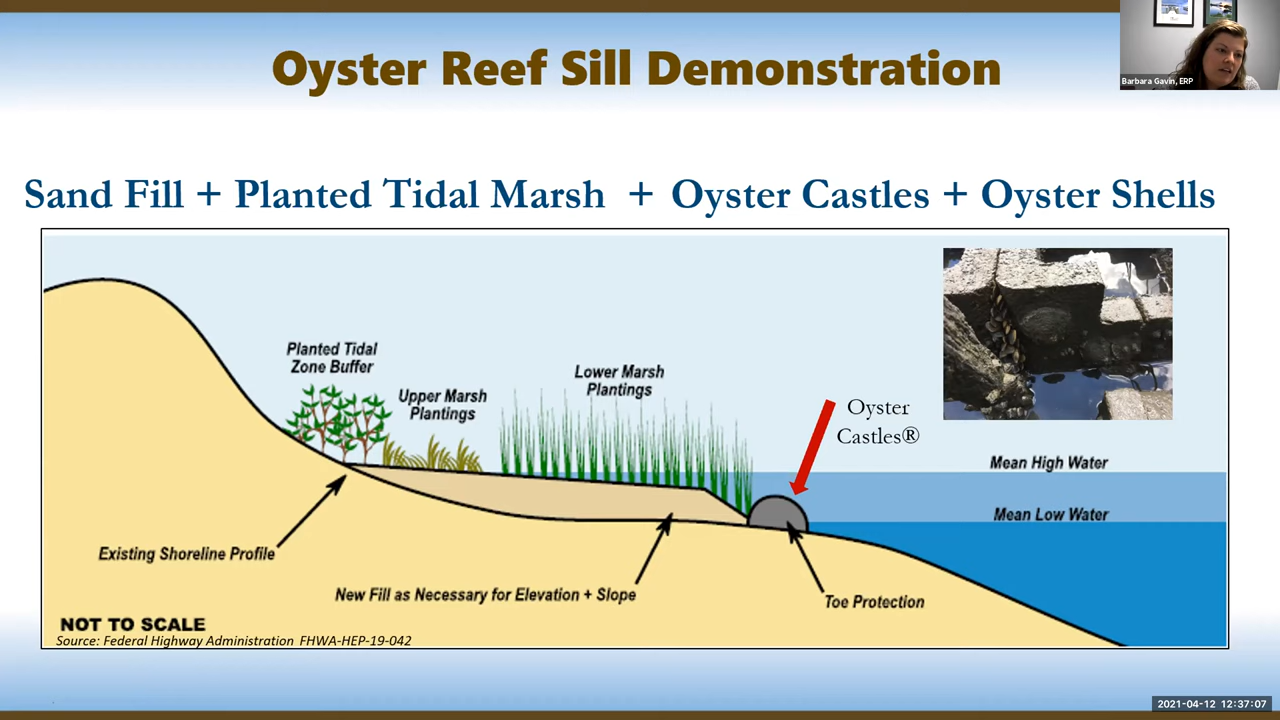 Oyster Reef Sill Demonstration
Barbara Gavin, ERP
Sand Fill + Planted Tidal Marsh + Oyster Castles + Oyster Shells
Planted Tidal
Zone Buffer
Upper Marsh
Plantings
Lower Marsh
Plantings
Oyster
Castles®
Mean High Water
Mean Low Water
Existing Shoreline Profile
New Fill as Necessary for Elevation + Slope
Toe Protection
NOT TO SCALE
Source: Federal Highway Administration FHWA-HEP-19-042
2021-04-12 12:37:07